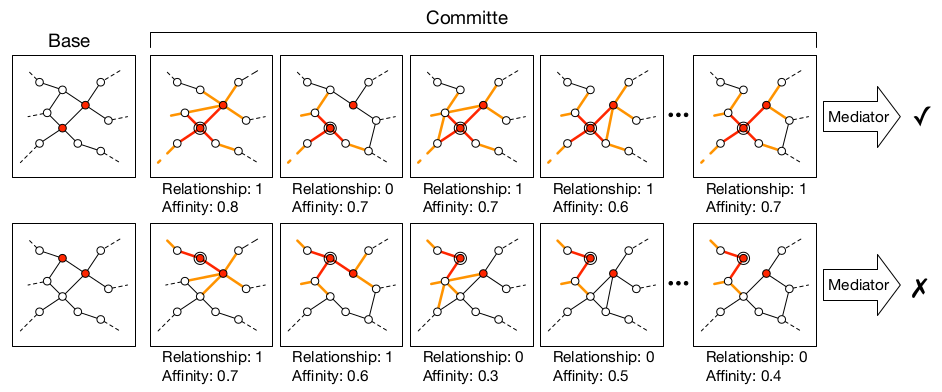 Committe
Base
Mediator
✓
Relationship: 1
Affinity: 0.8
Relationship: 0
Affinity: 0.7
Relationship: 1
Affinity: 0.7
Relationship: 1
Affinity: 0.6
Relationship: 1
Affinity: 0.7
Mediator
✗
Relationship: 1
Affinity: 0.7
Relationship: 1
Affinity: 0.6
Relationship: 0
Affinity: 0.3
Relationship: 0
Affinity: 0.5
Relationship: 0
Affinity: 0.4